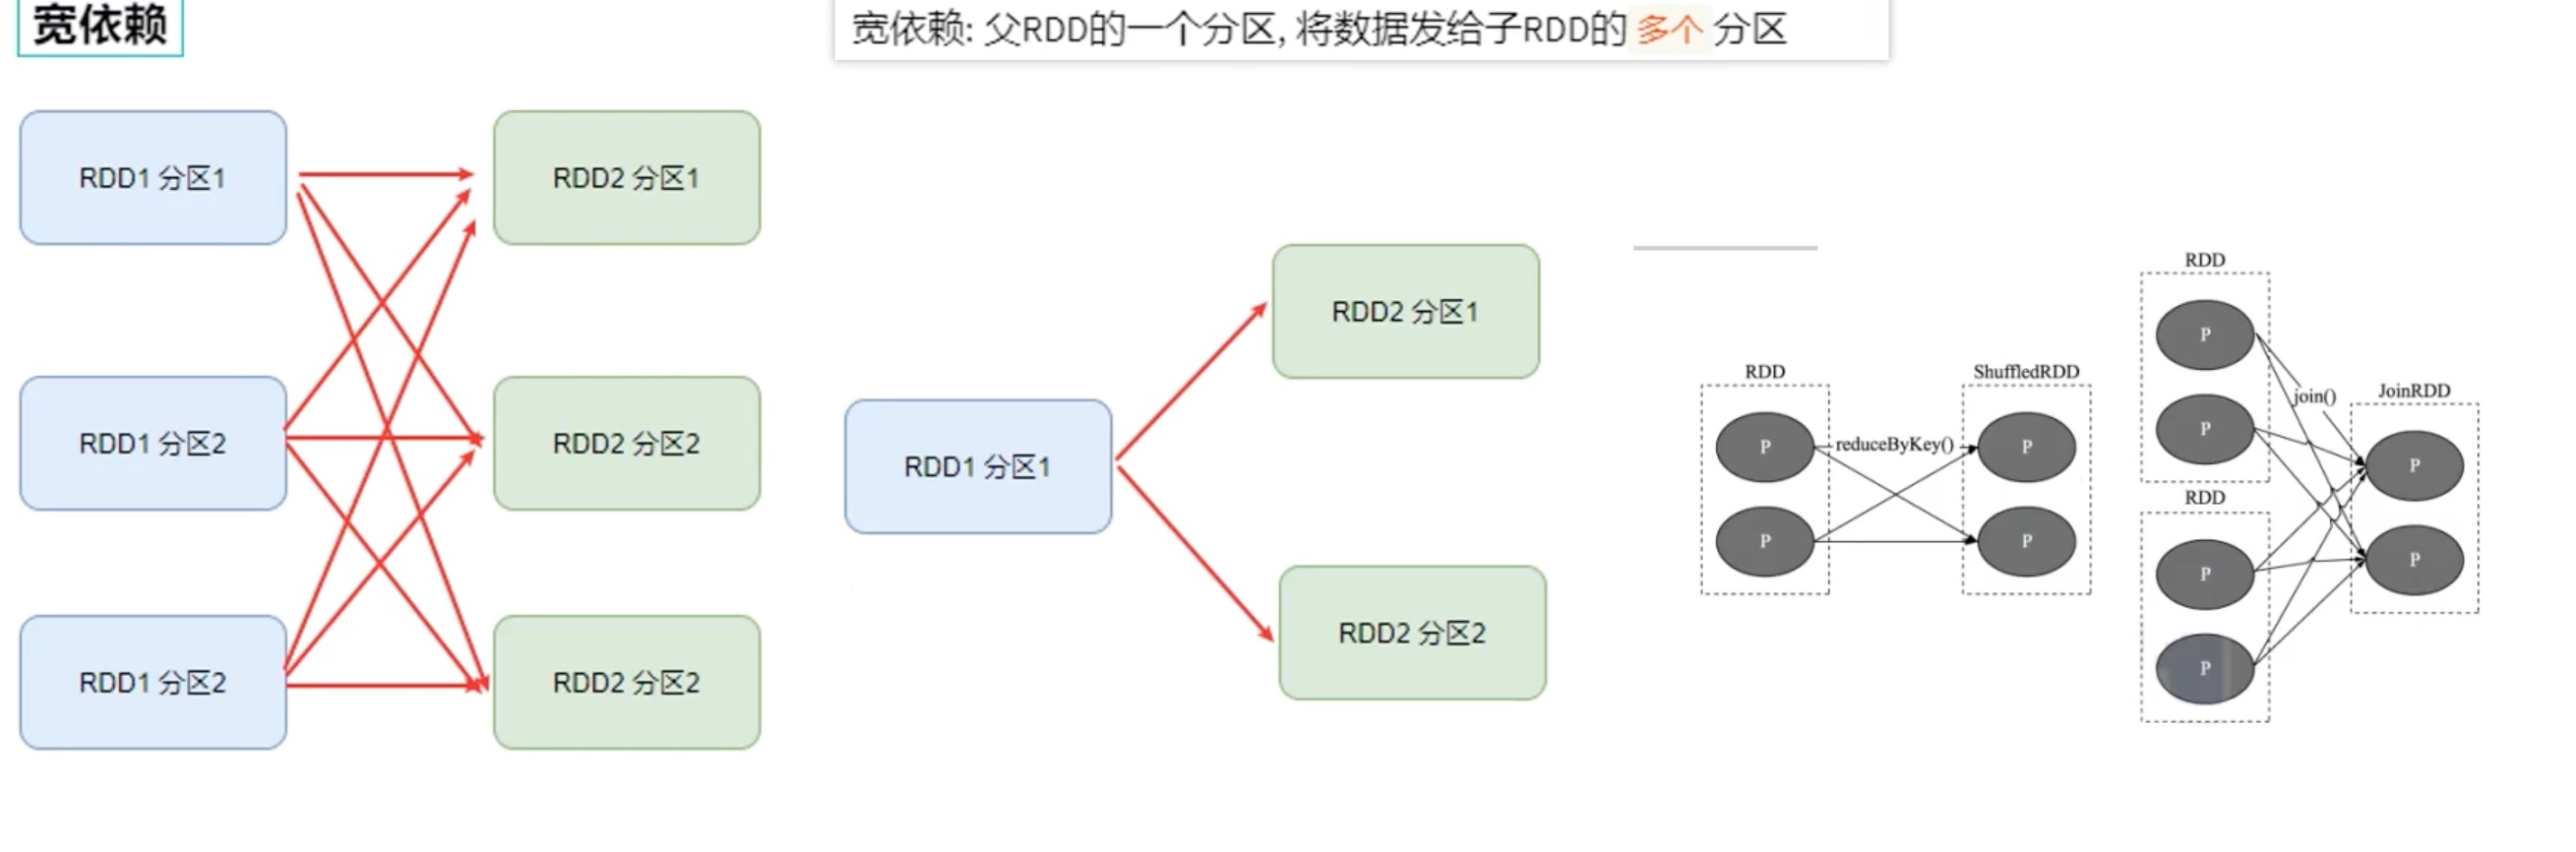 宽依赖
宽依赖: 父RDD的一个分区, 将数据发给子RDD的 多个 分区
RDD1 分区1
RDD2 分区1
RDD1 分区2
RDD2 分区2
RDD1 分区2
RDD2 分区2
RDD2 分区1
RDD1 分区1
RDD2 分区2
RDD
P
P
reduceByKey()
ShuffledRDD
P
P
RDD
P
P
join()
RDD
P
P
JoinRDD
P
P